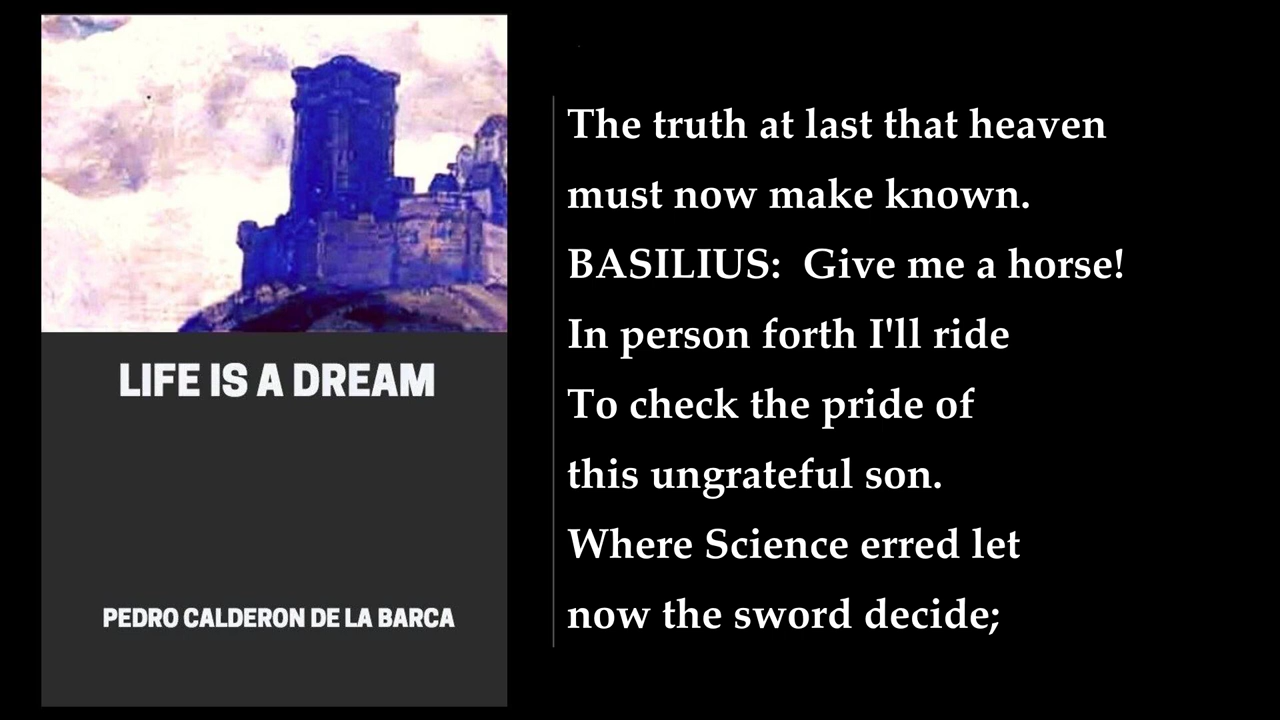 LIFE IS A DREAM
PEDRO CALDERON DE LA BARCA
The truth at last that heaven
must now make known.
BASILIUS:  Give me a horse!
In person forth I'll ride
To check the pride of
this ungrateful son.
Where Science erred let
now the sword decide;